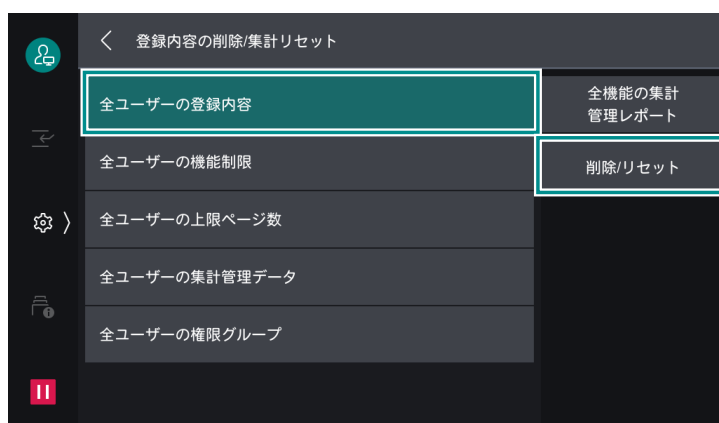 登録内容の削除/集計リセット
全ユーザーの登録内容
全機能の集計
管理レポート
全ユーザーの機能制限
削除/リセット
全ユーザーの上限ページ数
全ユーザーの集計管理データ
全ユーザーの権限グループ